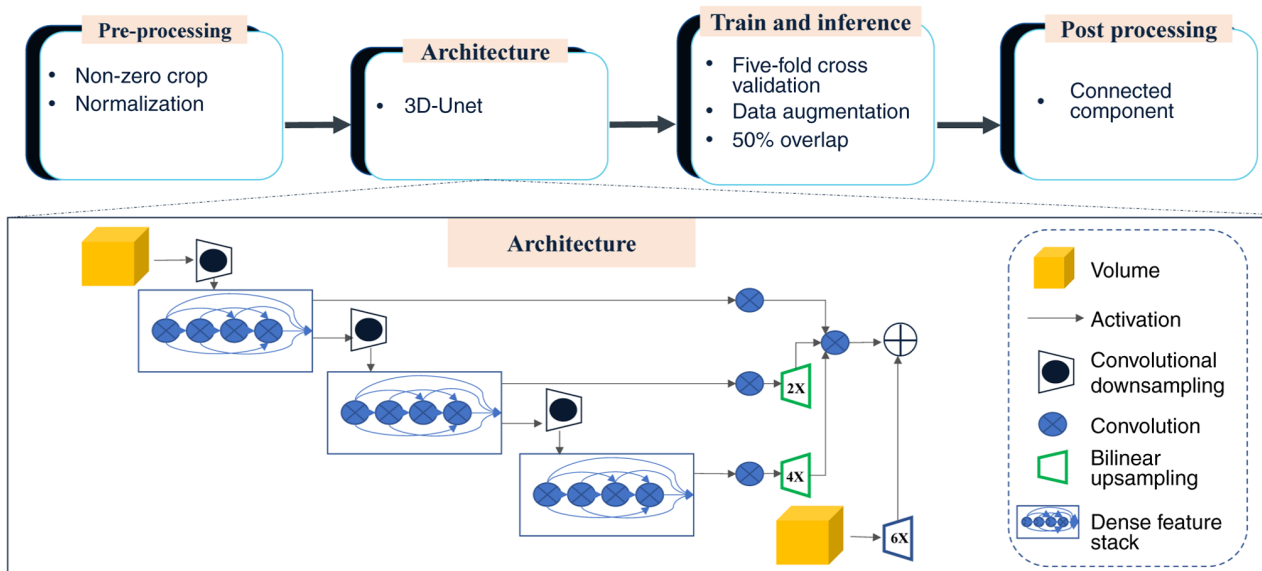 Pre-processing
• Non-zero crop
• Normalization
Architecture
• 3D-Unet
Train and inference
• Five-fold cross
validation
• Data augmentation
• 50% overlap
Post processing
• Connected
component
Architecture
2X
4X
6X
Volume
Activation
Convolutional
downsampling
Convolution
Bilinear
upsampling
Dense feature
stack